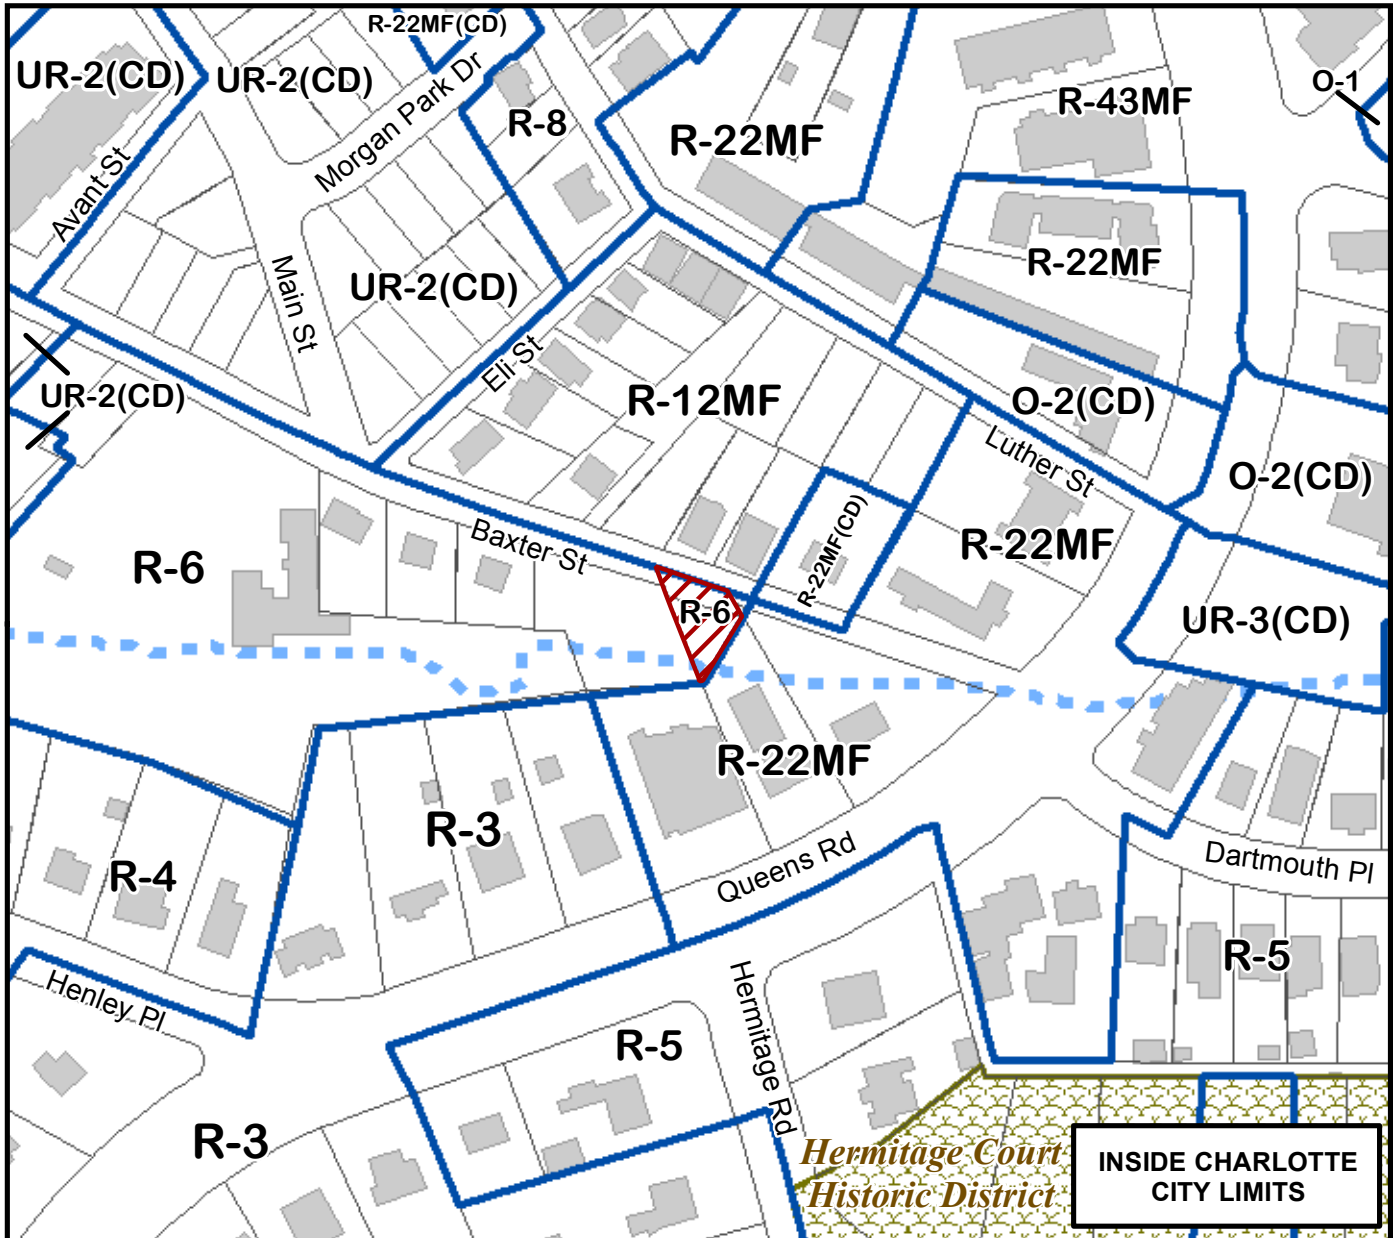 R-22MF(CD)
UR-2(CD)
UR-2(CD)
Morgan Park Dr
R-8
R-22MF
R-43MF
O-1
Avant St
Main St
UR-2(CD)
R-22MF
Eli St
UR-2(CD)
R-12MF
O-2(CD)
Luther St
O-2(CD)
Baxter St
R-6
R-22MF(CD)
R-22MF
R-6
UR-3(CD)
R-22MF
R-3
R-4
Queens Rd
Dartmouth Pl
R-5
Henley Pl
Hermitage Rd
R-5
R-3
Hermitage Court
Historic District
INSIDE CHARLOTTE
CITY LIMITS